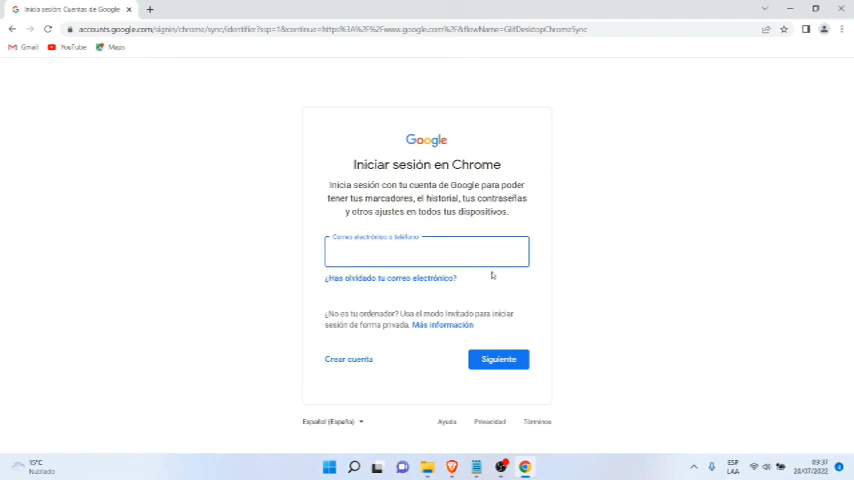 Inicia sesión: Cuentas de Google
accounts.google.com/signin/chrome/sync/identifier?ssp=1&continue=https%3A%2F%2Fwww.google.com%2F&flowName=GlifDesktopChromeSync
Gmail YouTube Maps
Google
Iniciar sesión en Chrome
Inicia sesión con tu cuenta de Google para poder
tener tus marcadores, el historial, tus contraseñas
y otros ajustes en todos tus dispositivos.
Correo electrónico o teléfono
¿Has olvidado tu correo electrónico?
¿No es tu ordenador? Usa el modo Invitado para iniciar
sesión de forma privada. Más información
Crear cuenta
Siguiente
Español (España)
Ayuda Privacidad Términos
15°C
Nublado
ESP
LAA
09:37
20/07/2022